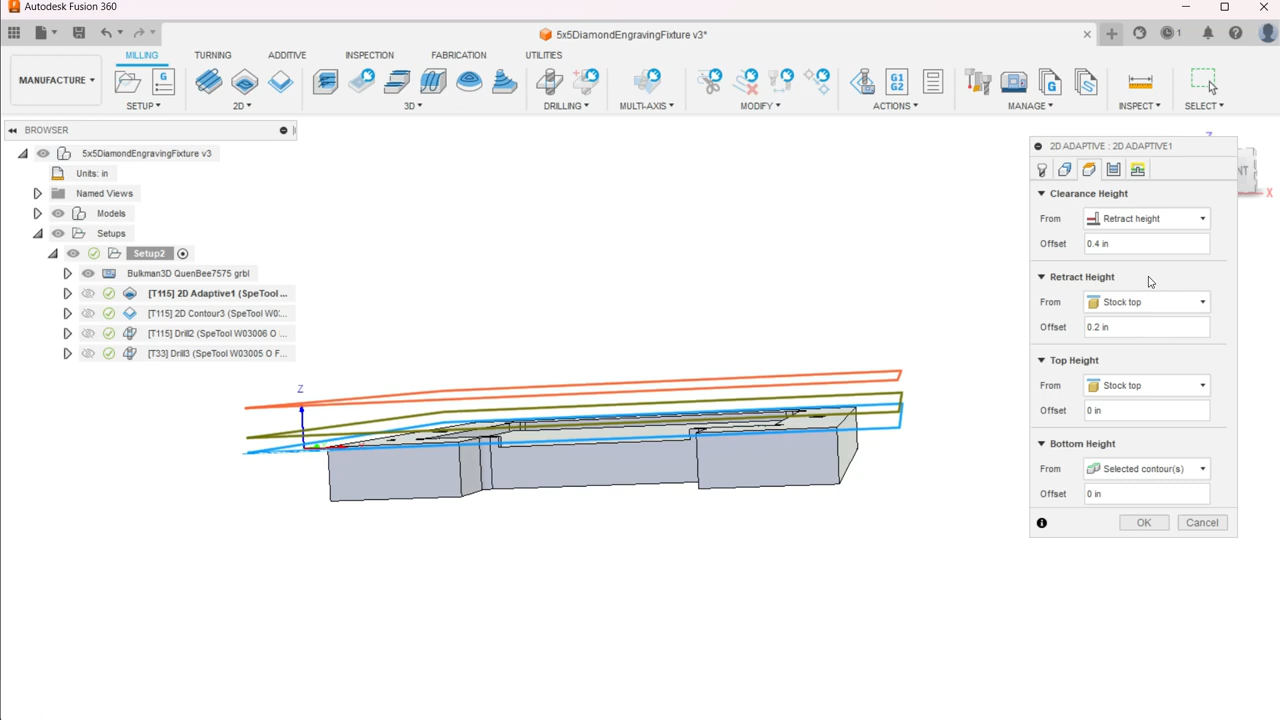 Autodesk Fusion 360
5x5DiamondEngravingFixture v3*
1
MILLING
TURNING
ADDITIVE
INSPECTION
FABRICATION
UTILITIES
MANUFACTURE
G
G1
G2
G
SETUP
2D
3D
DRILLING
MULTI-AXIS
MODIFY
ACTIONS
MANAGE
INSPECT
SELECT
BROWSER
5x5DiamondEngravingFixture v3
Units: in
Named Views
Models
Setups
Setup2
Bulkman3D QuenBee7575 grbl
[T115] 2D Adaptive1 (SpeTool ...
[T115] 2D Contour3 (SpeTool W0...
[T115] Drill2 (SpeTool W03006 O ...
[T33] Drill3 (SpeTool W03005 O F...
Z
Z
NT
X
2D ADAPTIVE : 2D ADAPTIVE1
Clearance Height
From
Retract height
Offset
0.4 in
Retract Height
From
Stock top
Offset
0.2 in
Top Height
From
Stock top
Offset
0 in
Bottom Height
From
Selected contour(s)
Offset
0 in
OK
Cancel